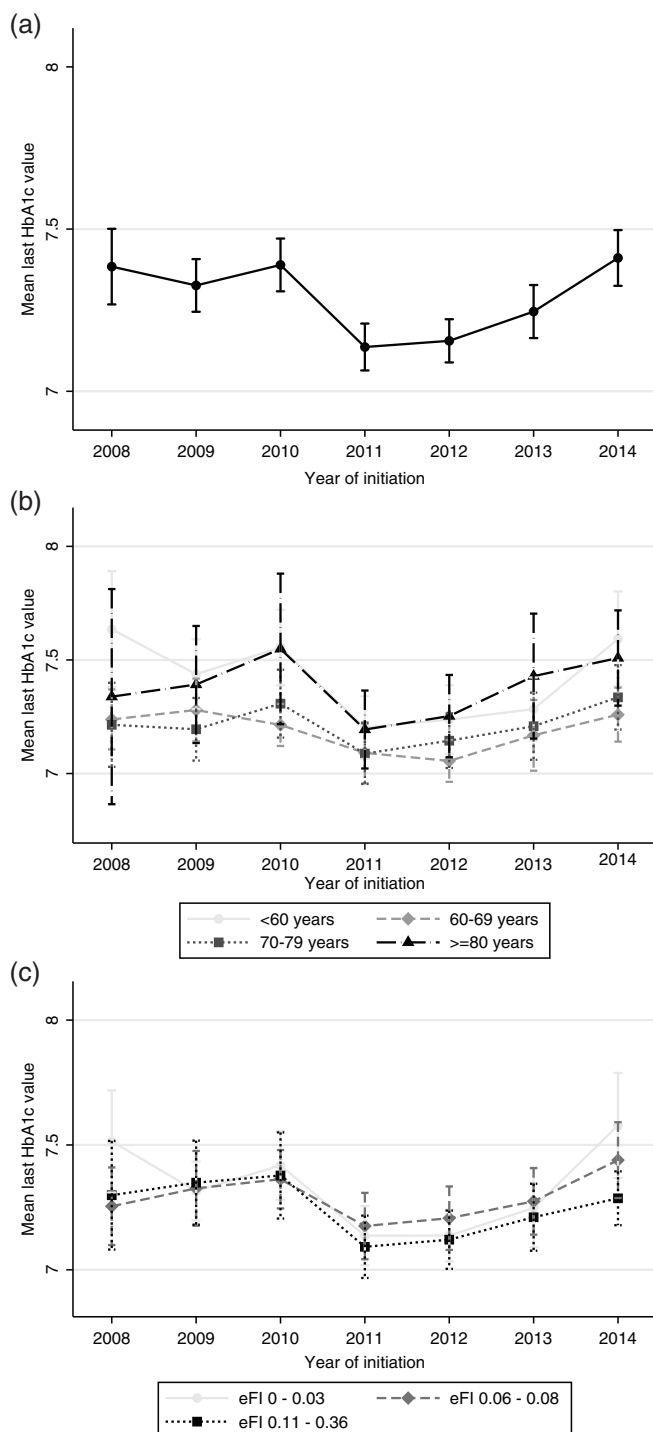 (a)
Mean last HbA1c value
8
7.5
7
2008 2009 2010 2011 2012 2013 2014
Year of initiation
(b)
Mean last HbA1c value
8
7.5
7
2008 2009 2010 2011 2012 2013 2014
Year of initiation
<60 years 60-69 years
70-79 years >=80 years
(c)
Mean last HbA1c value
8
7.5
7
2008 2009 2010 2011 2012 2013 2014
Year of initiation
eFI 0 - 0.03 eFI 0.06 - 0.08
eFI 0.11 - 0.36